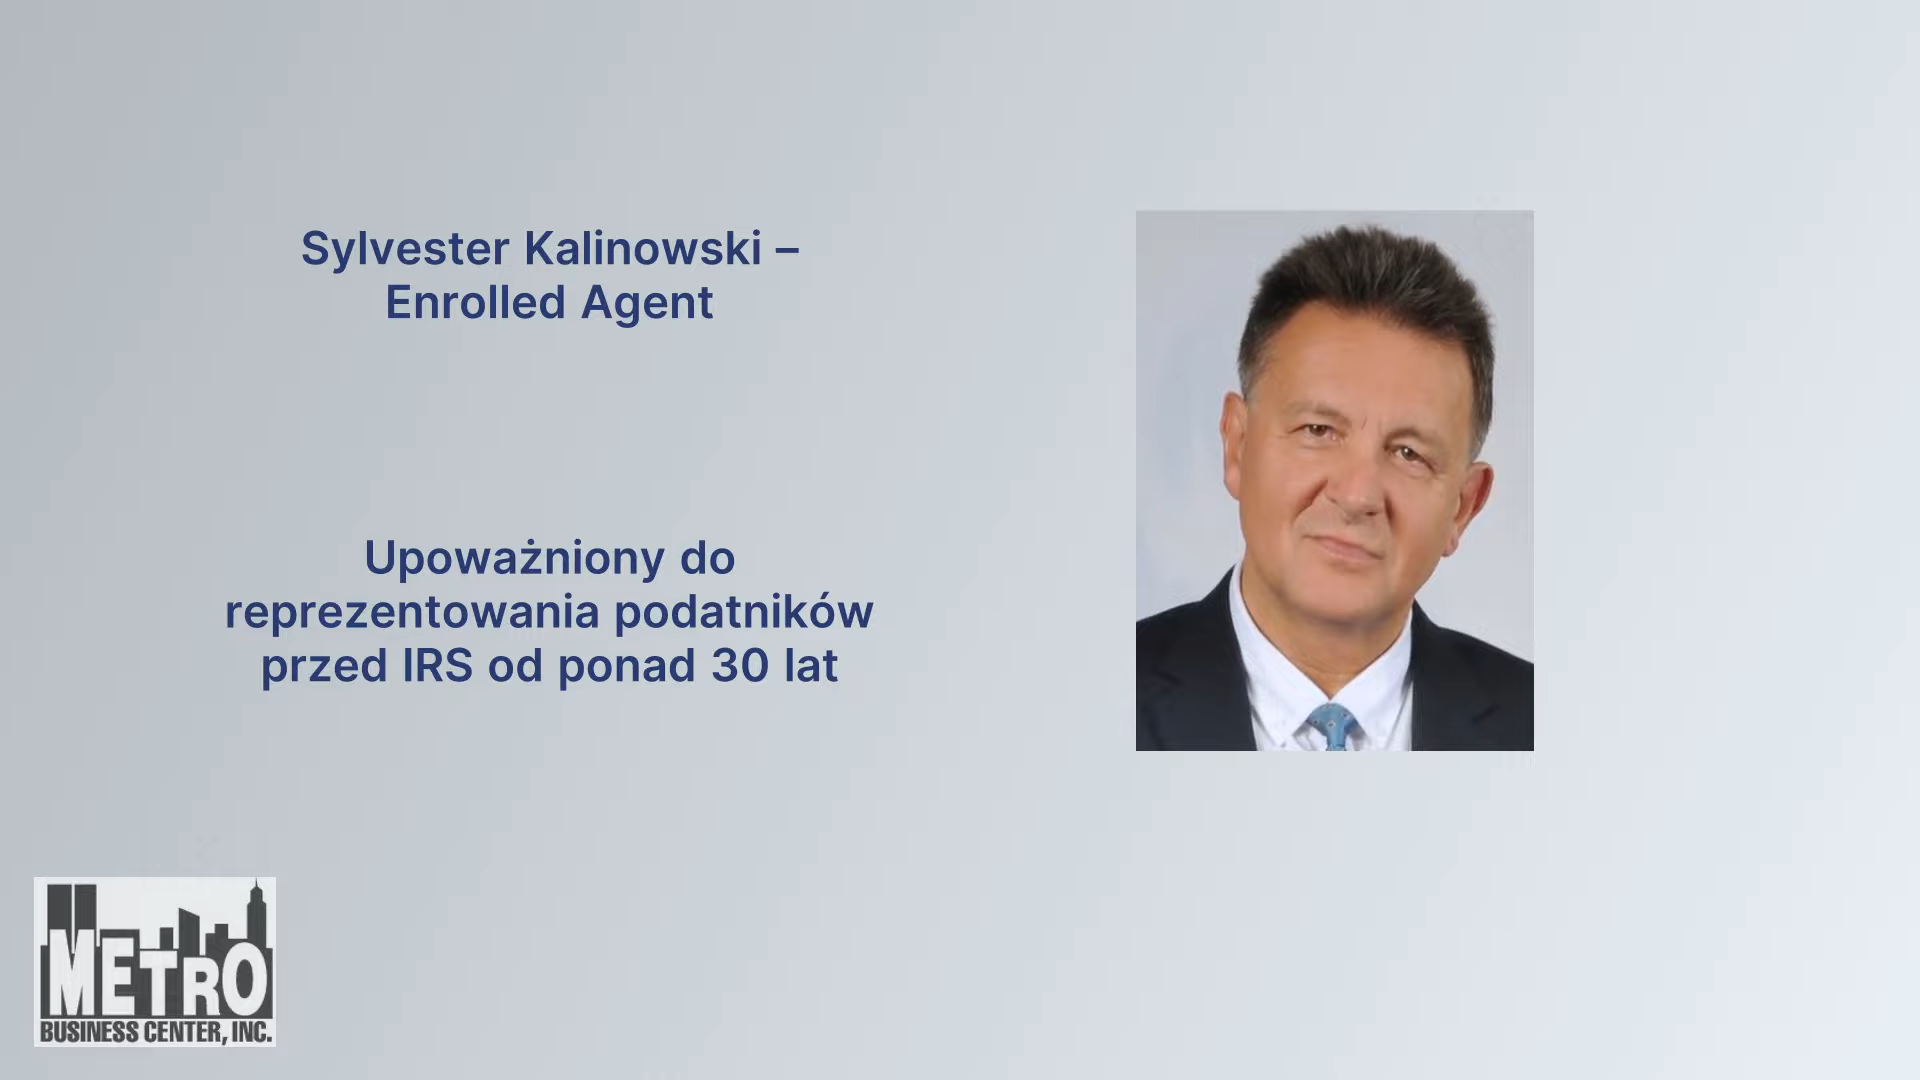 Sylvester Kalinowski –
Enrolled Agent
Upoważniony do
reprezentowania podatników
przed IRS od ponad 30 lat
METRO
BUSINESS CENTER, INC.